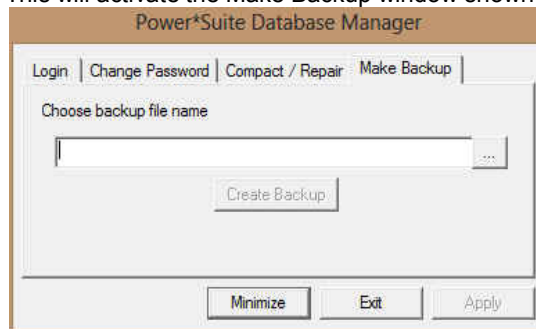 This will activate the Make Backup window shown
Power*Suite Database Manager
Login Change Password Compact / Repair Make Backup
Choose backup file name
...
Create Backup
Minimize Exit Apply